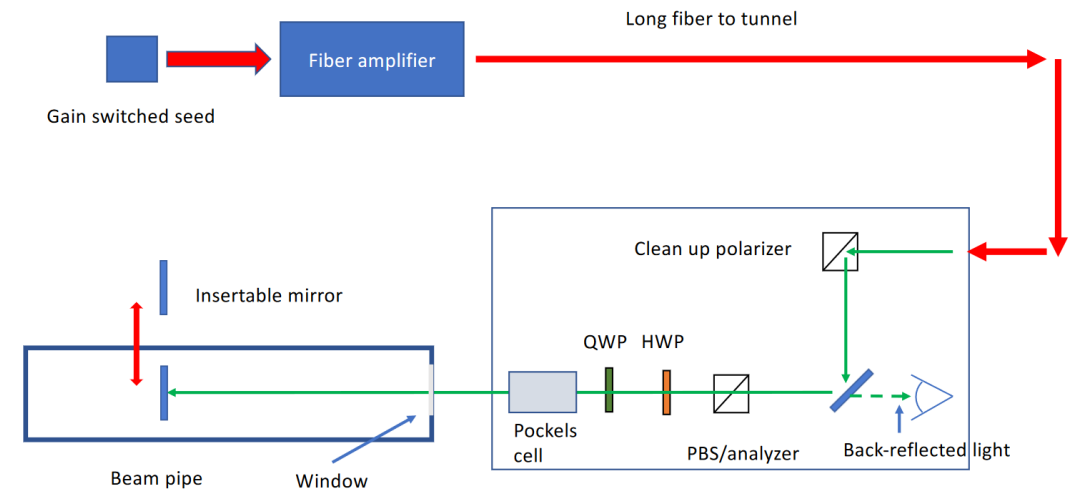 Long fiber to tunnel
Fiber amplifier
Gain switched seed
Clean up polarizer
Insertable mirror
QWP
HWP
Pockels
cell
PBS/analyzer
Back-reflected light
Beam pipe
Window